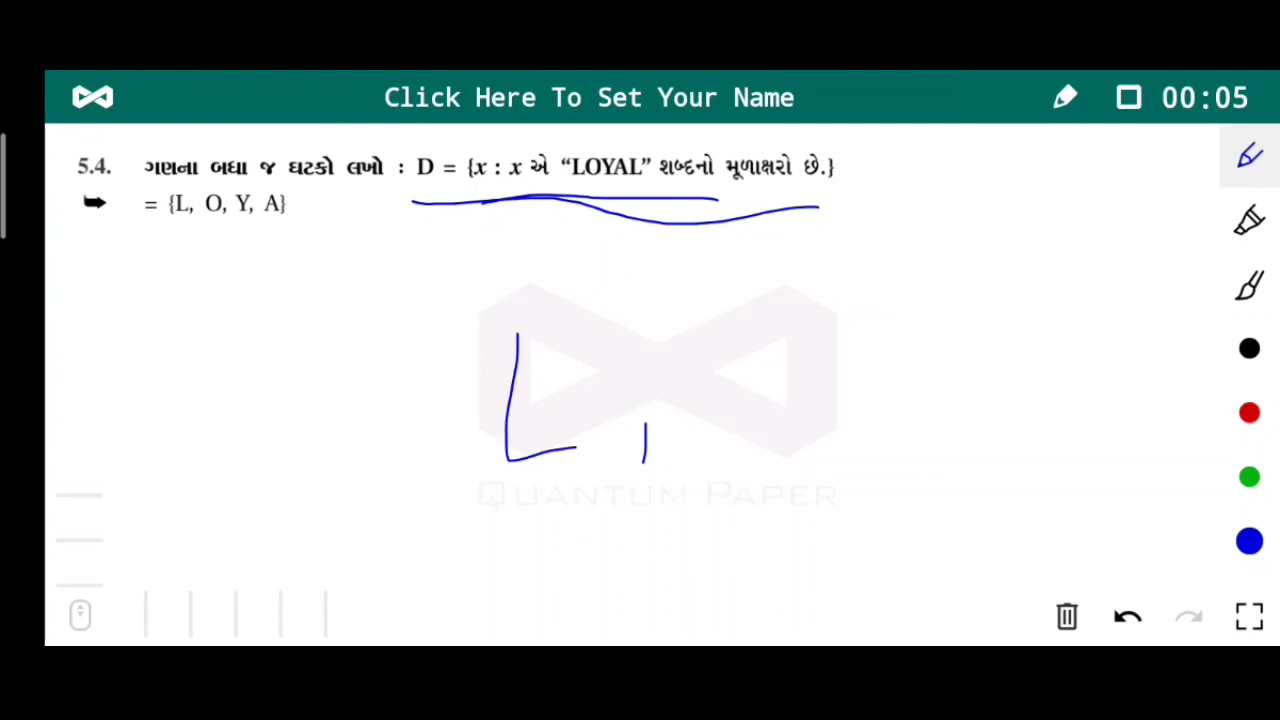 Click Here To Set Your Name
00:05
5.4. ગણના બધા જ ઘટકો લખો : D = {x : x એ “LOYAL” શબ્દનો મૂળાક્ષરો છે.}
➥ = {L, O, Y, A}
L,
QUANTUM PAPER